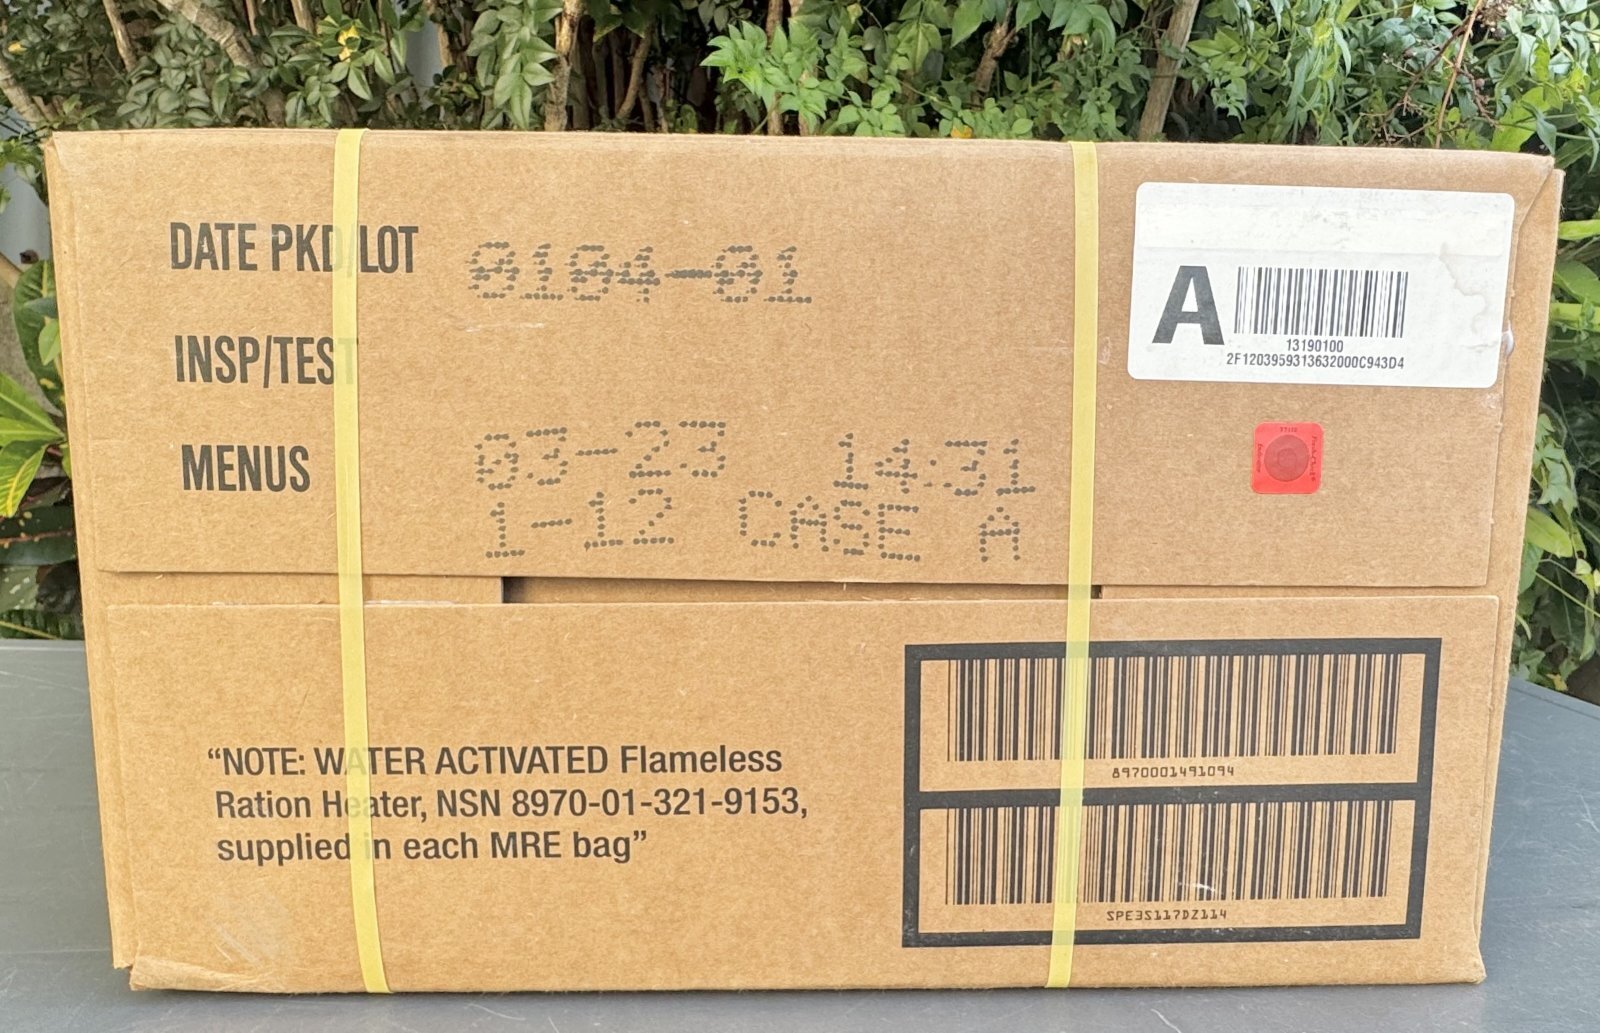 DATE PKD/LOT 0184-01
INSP/TEST
MENUS 03-23 14:31
1-12 CASE A
A
13190100
2F1203959313632000C943D4
"NOTE: WATER ACTIVATED Flameless
Ration Heater, NSN 8970-01-321-9153,
supplied in each MRE bag"
8970001491094
SPE3S117DZ114